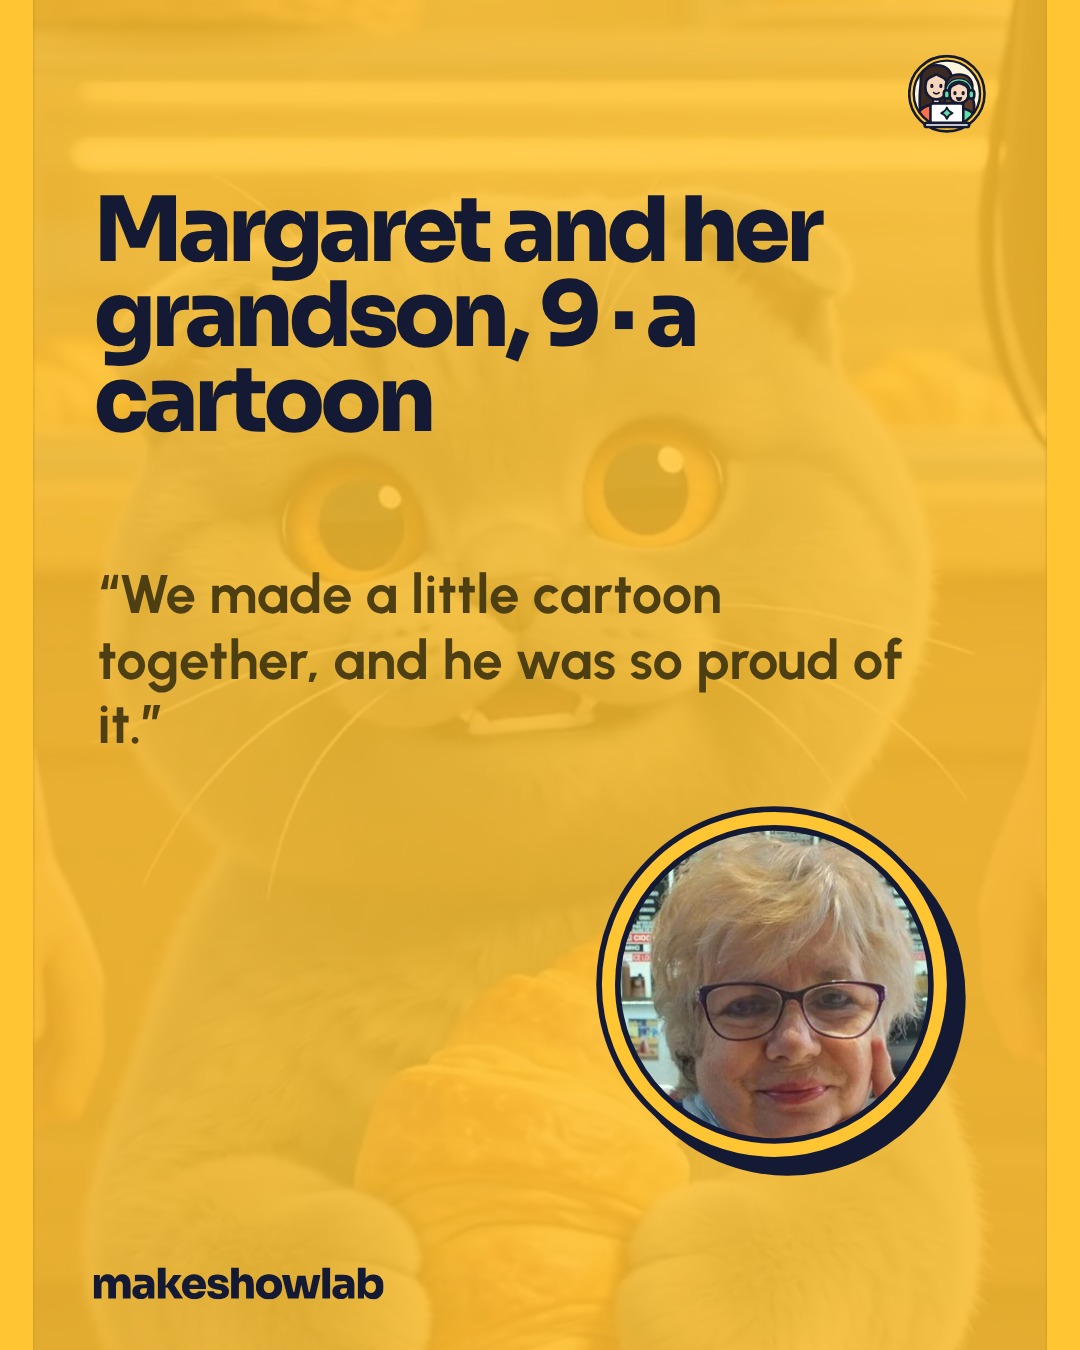 Margaret and her
grandson, 9 · a
cartoon
“We made a little cartoon
together, and he was so proud of
it.”
makeshowlab